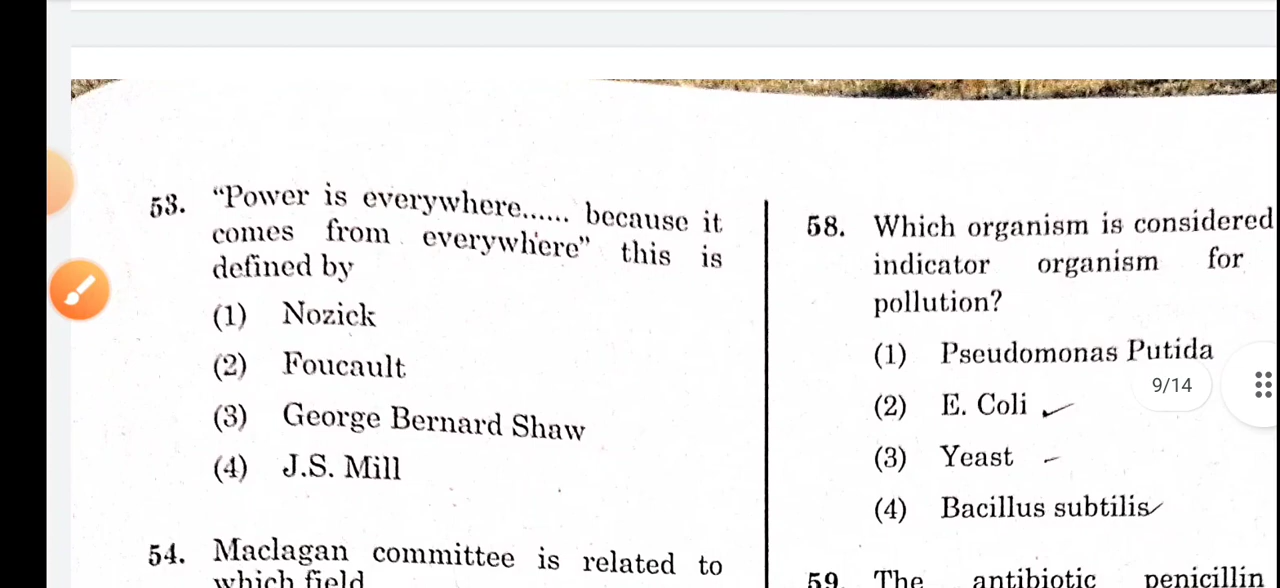 53. "Power is everywhere...... because it
comes from everywhere" this is
defined by
(1) Nozick
(2) Foucault
(3) George Bernard Shaw
(4) J.S. Mill
54. Maclagan committee is related to
which field
58. Which organism is considered
indicator organism for
pollution?
(1) Pseudomonas Putida
(2) E. Coli
(3) Yeast
(4) Bacillus subtilis
9/14
59. The antibiotic penicillin